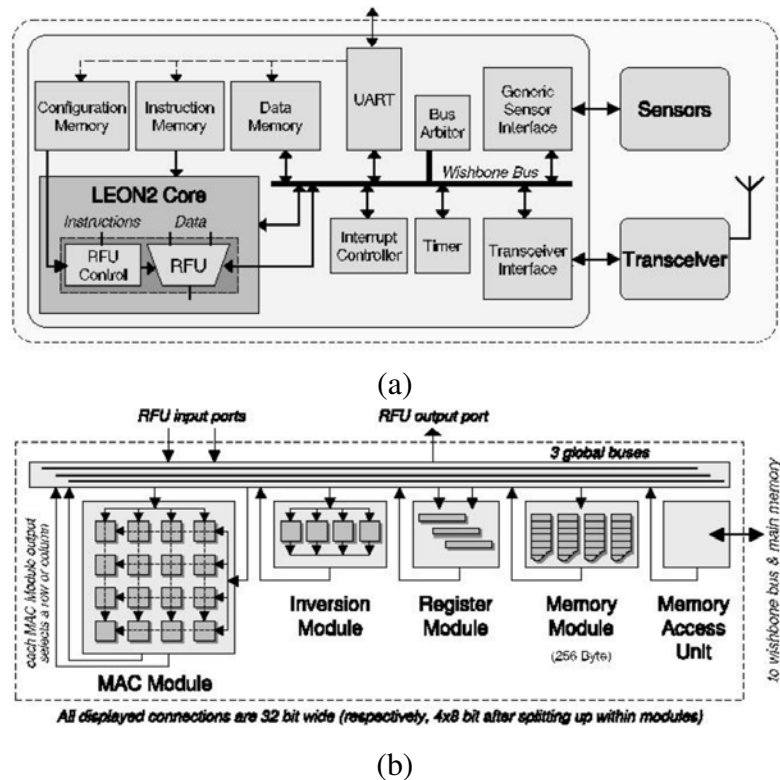 UART
Configuration
Memory
Instruction
Memory
Data
Memory
Bus
Arbiter
Generic
Sensor
Interface
Sensors
Wishbone Bus
LEON2 Core
Instructions
Data
RFU
Control
RFU
Interrupt
Controller
Timer
Transceiver
Interface
Transceiver
(a)
RFU input ports
RFU output port
3 global buses
each MAC Module output
selects a row or column
MAC Module
Inversion
Module
Register
Module
Memory
Module
(256 Byte)
Memory
Access
Unit
to wishbone bus & main memory
All displayed connections are 32 bit wide (respectively, 4x8 bit after splitting up within modules)
(b)